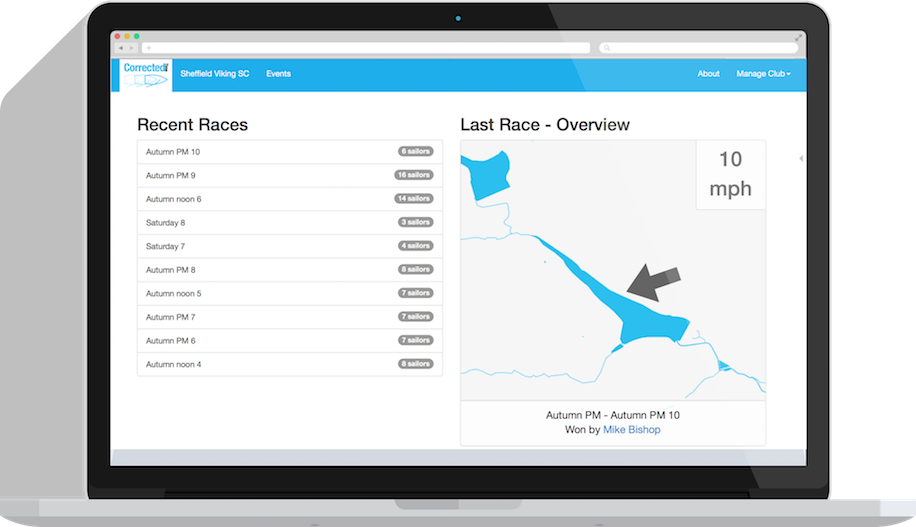 Corrected
Sheffield Viking SC
Events
About
Manage Club
Recent Races
Autumn PM 10
6 sailors
Autumn PM 9
16 sailors
Autumn noon 6
14 sailors
Saturday 8
3 sailors
Saturday 7
4 sailors
Autumn PM 8
8 sailors
Autumn noon 5
7 sailors
Autumn PM 7
7 sailors
Autumn PM 6
7 sailors
Autumn noon 4
8 sailors
Last Race - Overview
10
mph
Autumn PM - Autumn PM 10
Won by Mike Bishop